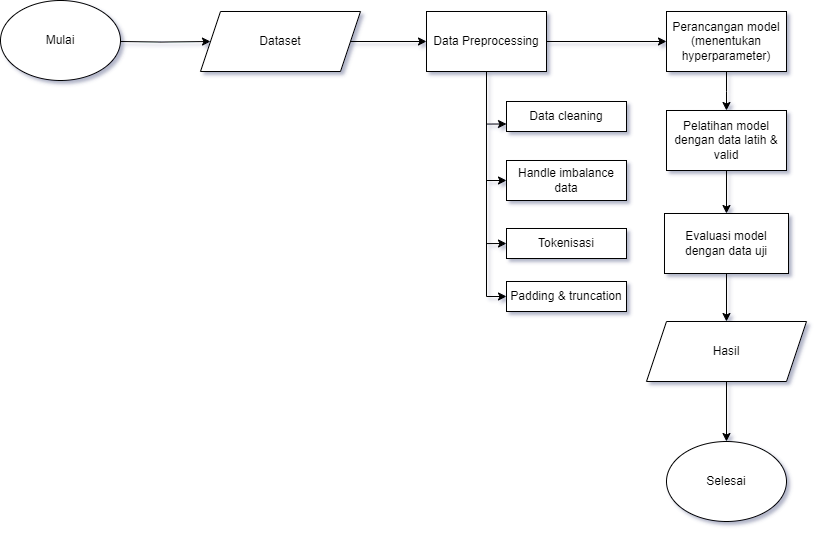 Mulai
Dataset
Data Preprocessing
Data cleaning
Handle imbalance
data
Tokenisasi
Padding & truncation
Perancangan model
(menentukan
hyperparameter)
Pelatihan model
dengan data latih &
valid
Evaluasi model
dengan data uji
Hasil
Selesai